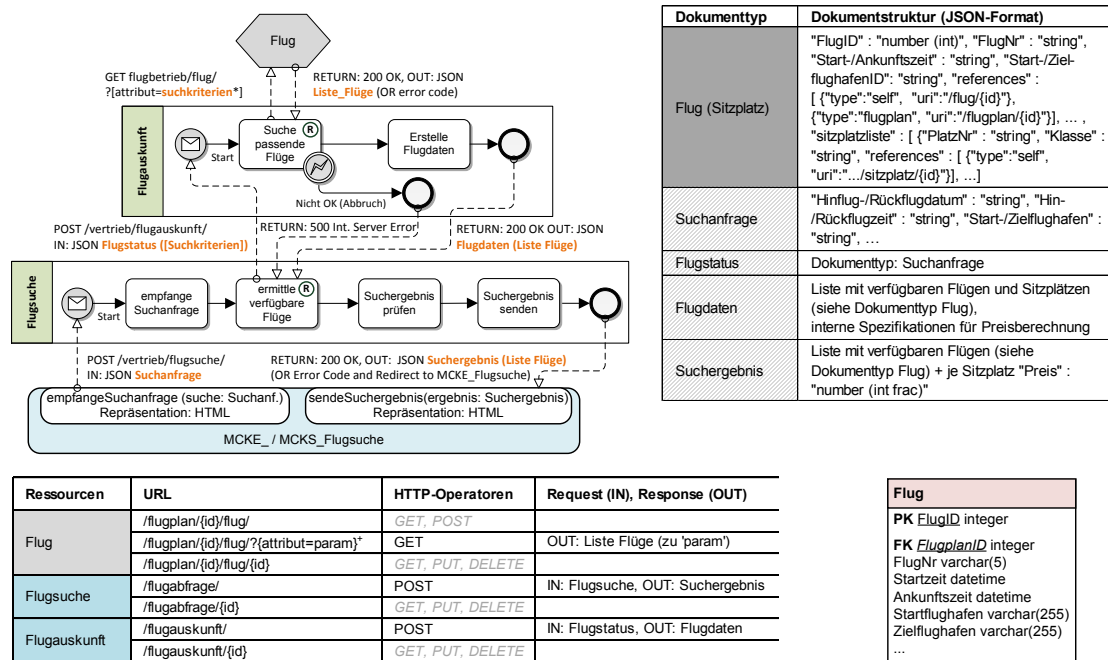 Flug
GET flugbetrieb/flug/
?[attribut=suchkriterien*]
RETURN: 200 OK, OUT: JSON
Liste_Flüge (OR error code)
Flugauskunft
Start
Suche
passende
Flüge
R
Erstelle
Flugdaten
Nicht OK (Abbruch)
POST /vertrieb/flugauskunft/
IN: JSON Flugstatus ([Suchkriterien])
RETURN: 500 Int. Server Error
RETURN: 200 OK OUT: JSON
Flugdaten (Liste Flüge)
Flugsuche
Start
empfange
Suchanfrage
ermittle
verfügbare
Flüge
R
Suchergebnis
prüfen
Suchergebnis
senden
POST /vertrieb/flugsuche/
IN: JSON Suchanfrage
RETURN: 200 OK, OUT: JSON Suchergebnis (Liste Flüge)
(OR Error Code and Redirect to MCKE_Flugsuche)
empfangeSuchanfrage (suche: Suchanf.)
Repräsentation: HTML
sendeSuchergebnis(ergebnis: Suchergebnis)
Repräsentation: HTML
MCKE_ / MCKS_Flugsuche
Dokumenttyp
Dokumentstruktur (JSON-Format)
Flug (Sitzplatz)
"FlugID" : "number (int)", "FlugNr" : "string",
"Start-/Ankunftszeit" : "string", "Start-/Ziel-
flughafenID": "string", "references" :
[ {"type":"self", "uri":"/flug/{id}"},
{"type":"flugplan", "uri":"/flugplan/{id}"}], ... ,
"sitzplatzliste" : [ {"PlatzNr" : "string", "Klasse" :
"string", "references" : [ {"type":"self",
"uri":".../sitzplatz/{id}"}], ...]
Suchanfrage
"Hinflug-/Rückflugdatum" : "string", "Hin-
/Rückflugzeit" : "string", "Start-/Zielflughafen" :
"string", …
Flugstatus
Dokumenttyp: Suchanfrage
Flugdaten
Liste mit verfügbaren Flügen und Sitzplätzen
(siehe Dokumenttyp Flug),
interne Spezifikationen für Preisberechnung
Suchergebnis
Liste mit verfügbaren Flügen (siehe
Dokumenttyp Flug) + je Sitzplatz "Preis" :
"number (int frac)"
Ressourcen URL HTTP-Operatoren Request (IN), Response (OUT)
Flug
/flugplan/{id}/flug/ GET, POST
/flugplan/{id}/flug/?{attribut=param}+ GET OUT: Liste Flüge (zu 'param')
/flugplan/{id}/flug/{id} GET, PUT, DELETE
Flugsuche
/flugabfrage/ POST IN: Flugsuche, OUT: Suchergebnis
/flugabfrage/{id} GET, PUT, DELETE
Flugauskunft
/flugauskunft/ POST IN: Flugstatus, OUT: Flugdaten
/flugauskunft/{id} GET, PUT, DELETE
Flug
PK FlugID integer
FK FlugplanID integer
FlugNr varchar(5)
Startzeit datetime
Ankunftszeit datetime
Startflughafen varchar(255)
Zielflughafen varchar(255)
...